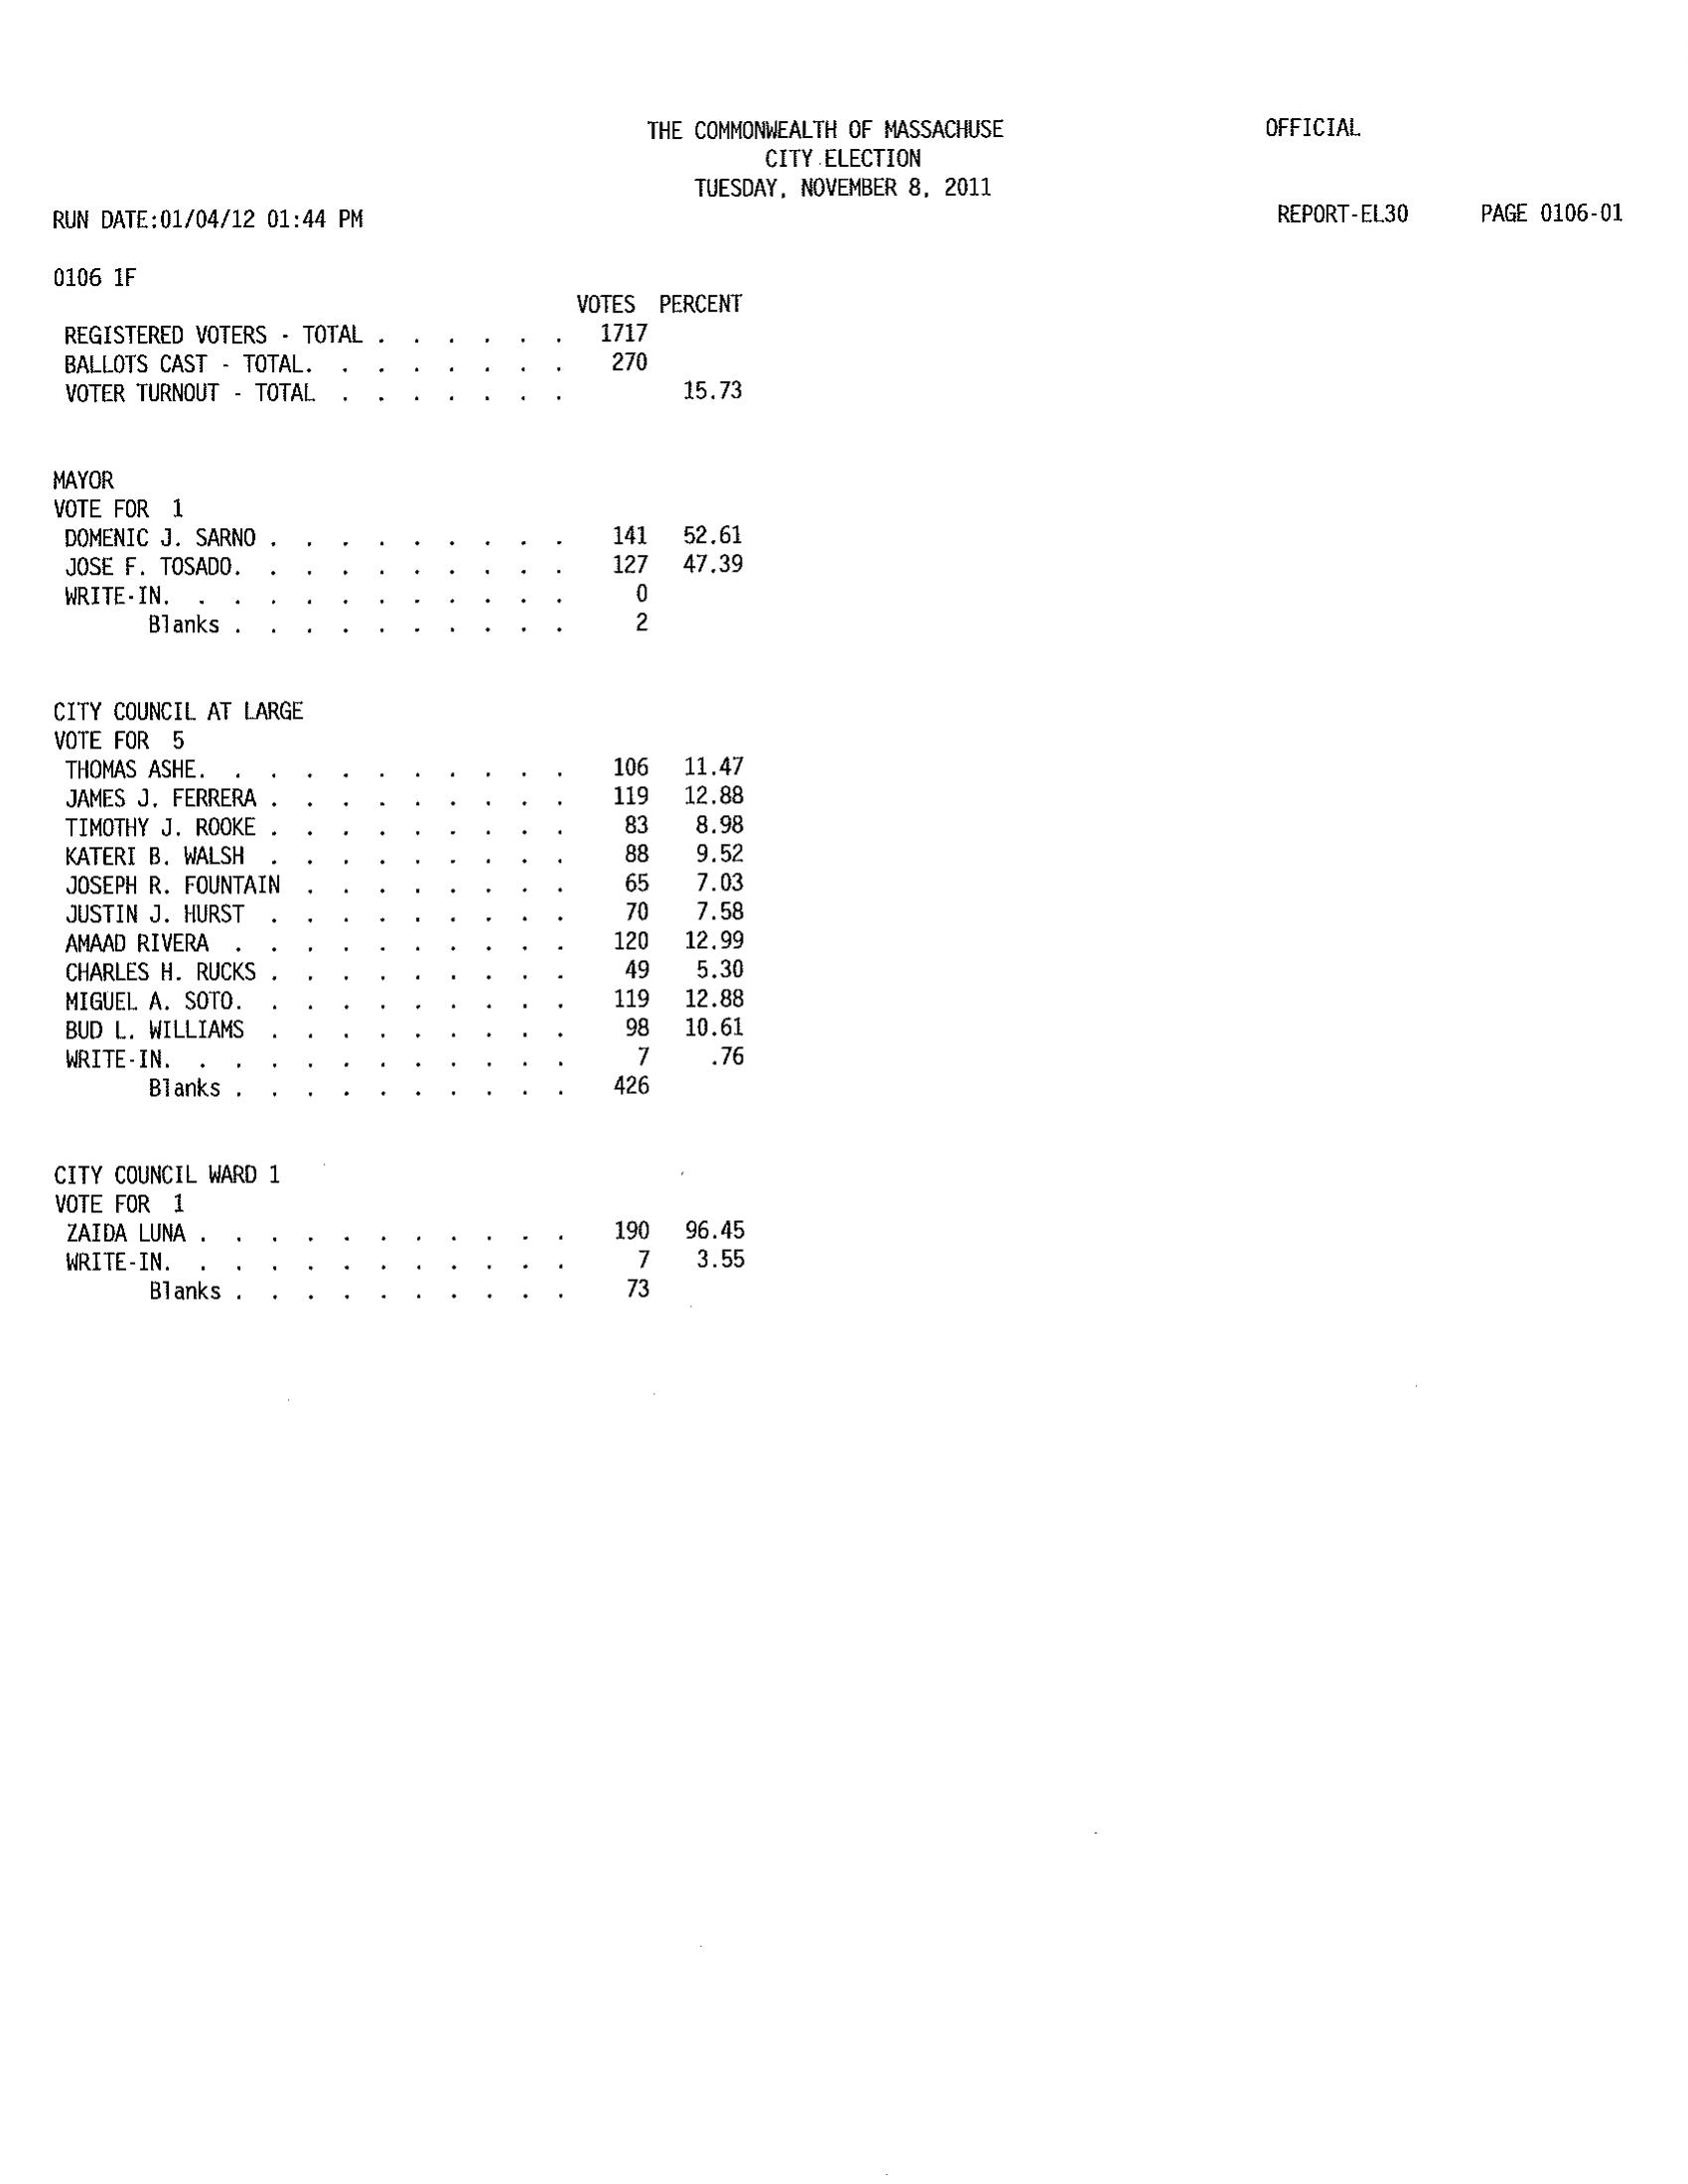 THE COMMONWEALTH OF MASSACHUSE OFFICIAL
CITY ELECTION
TUESDAY, NOVEMBER 8, 2011
RUN DATE:01/04/12 01:44 PM REPORT-EL30 PAGE 0106-01
0106 1F
VOTES PERCENT
REGISTERED VOTERS - TOTAL . . . . . . 1717
BALLOTS CAST - TOTAL. . . . . . . . 270
VOTER TURNOUT - TOTAL . . . . . . . 15.73
MAYOR
VOTE FOR 1
DOMENIC J. SARNO . . . . . . . . . 141 52.61
JOSE F. TOSADO. . . . . . . . . . 127 47.39
WRITE-IN. . . . . . . . . . . . 0
Blanks . . . . . . . . . . 2
CITY COUNCIL AT LARGE
VOTE FOR 5
THOMAS ASHE. . . . . . . . . . . 106 11.47
JAMES J. FERRERA . . . . . . . . . 119 12.88
TIMOTHY J. ROOKE . . . . . . . . . 83 8.98
KATERI B. WALSH . . . . . . . . . 88 9.52
JOSEPH R. FOUNTAIN . . . . . . . . 65 7.03
JUSTIN J. HURST . . . . . . . . . 70 7.58
AMAAD RIVERA . . . . . . . . . . 120 12.99
CHARLES H. RUCKS . . . . . . . . . 49 5.30
MIGUEL A. SOTO. . . . . . . . . . 119 12.88
BUD L. WILLIAMS . . . . . . . . . 98 10.61
WRITE-IN. . . . . . . . . . . . 7 .76
Blanks . . . . . . . . . . 426
CITY COUNCIL WARD 1
VOTE FOR 1
ZAIDA LUNA . . . . . . . . . . . 190 96.45
WRITE-IN. . . . . . . . . . . . 7 3.55
Blanks . . . . . . . . . . 73